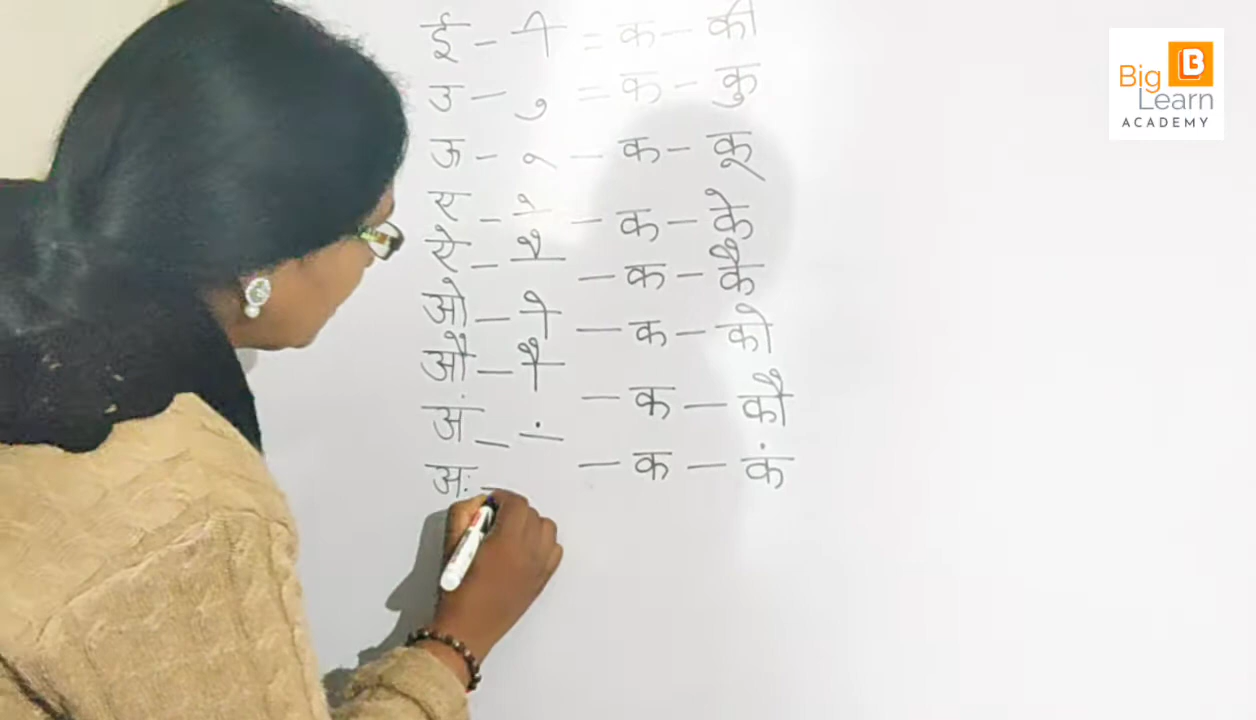 ई - ी = क - की
उ - ु = क - कु
ऊ - ू - क - कू
ए - े - क - के
ऐ - ै - क - कै
ओ - ो - क - को
औ - ौ - क - कौ
अं - ं - क - कं
अः -
Big B
Learn
ACADEMY